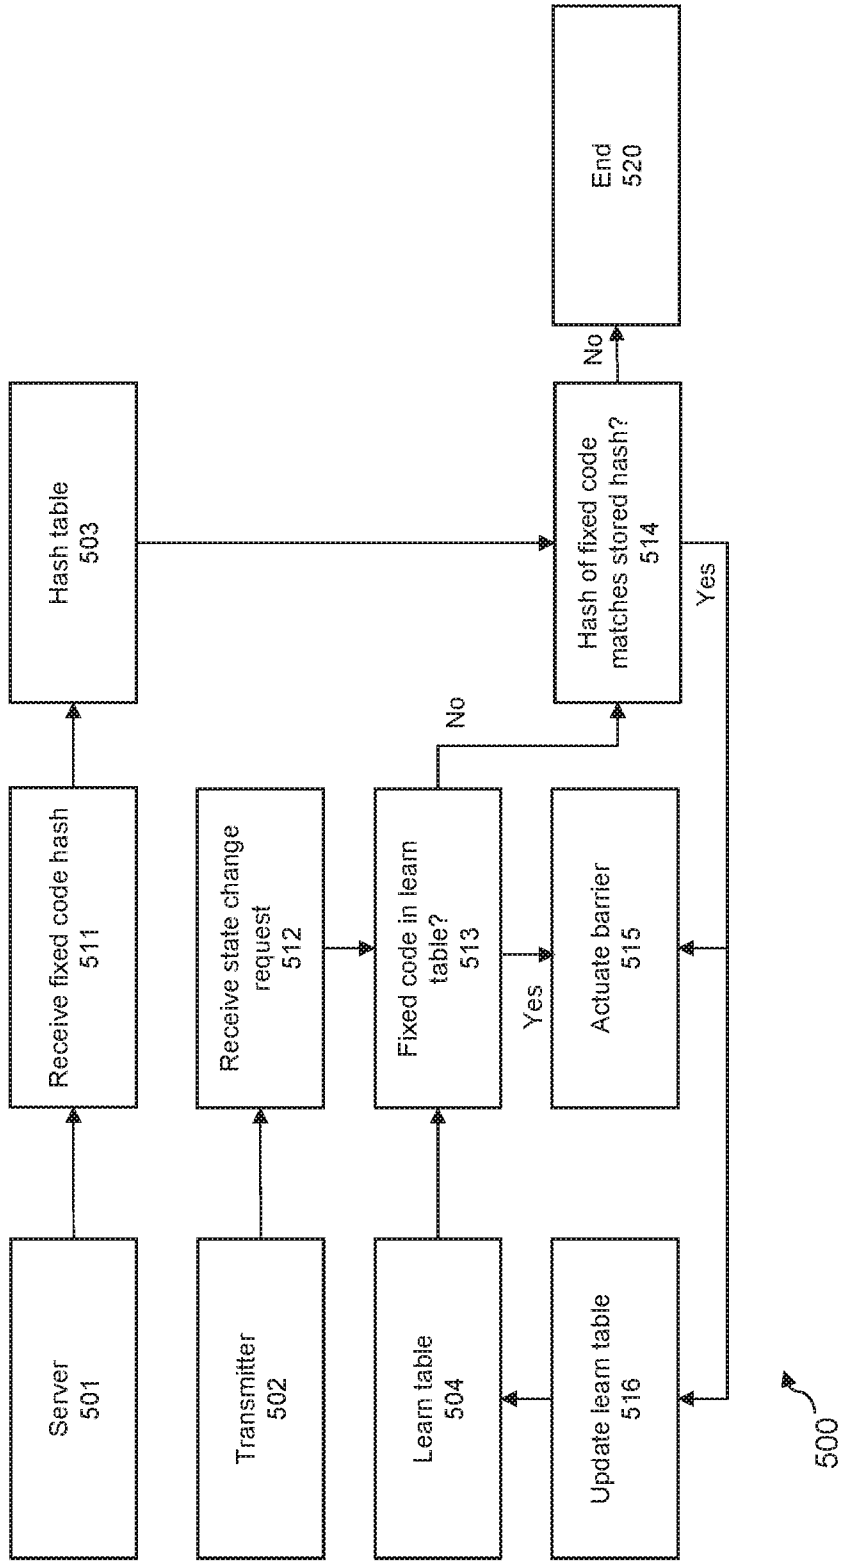 Server
501
Receive fixed code hash
511
Hash table
503
Transmitter
502
Receive state change
request
512
Learn table
504
Fixed code in learn
table?
513
No
Yes
Update learn table
516
Actuate barrier
515
Hash of fixed code
matches stored hash?
514
No
End
520
Yes
500